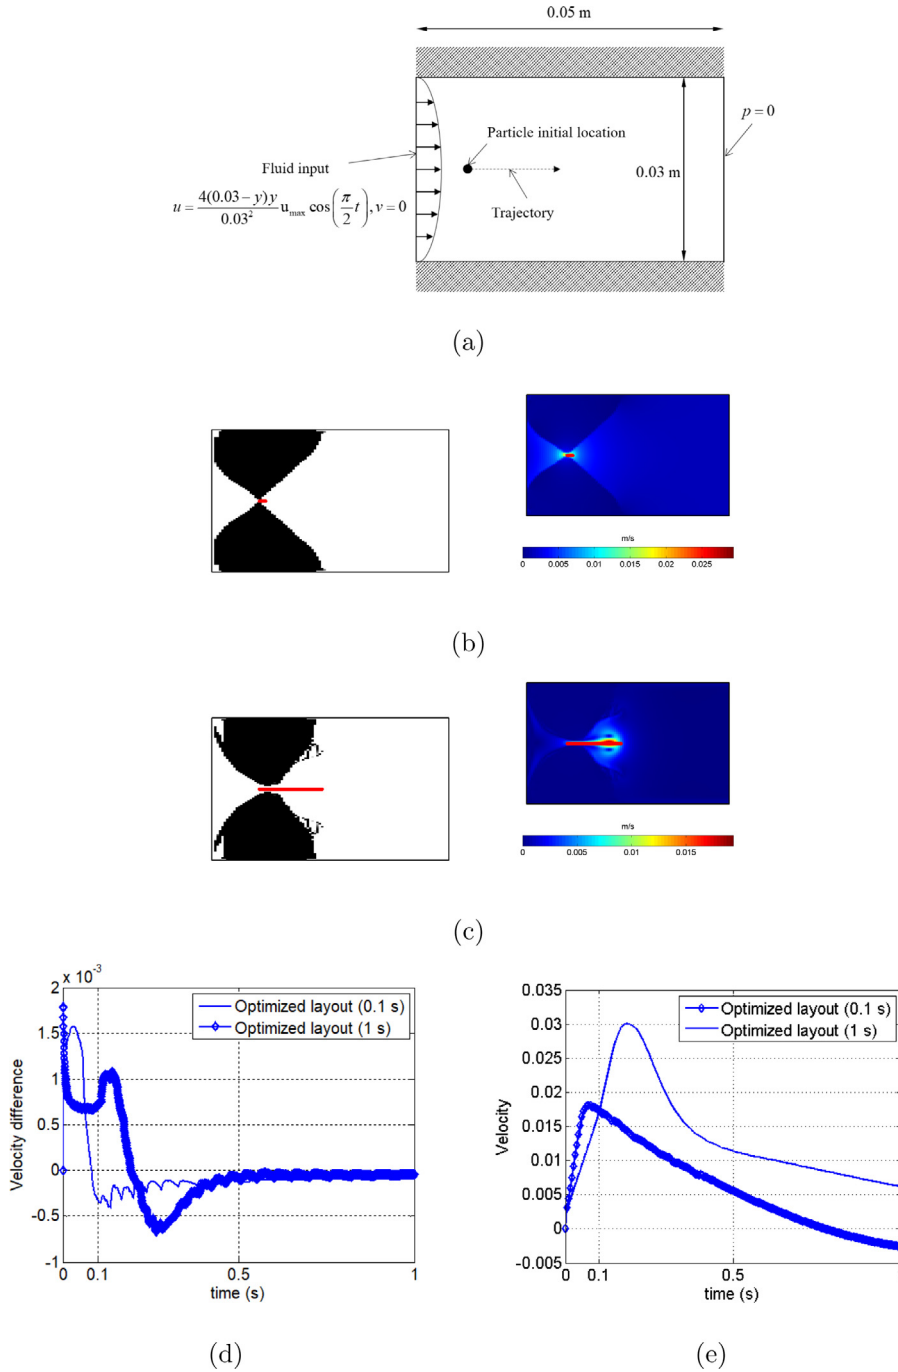 0.05 m
p = 0
Particle initial location
Fluid input
0.03 m
Trajectory
u = 4(0.03 − y)y / 0.03² u_max cos(π/2 t), v = 0
(a)
m/s
0 0.005 0.01 0.015 0.02 0.025
(b)
m/s
0 0.005 0.01 0.015
(c)
x 10⁻³
2
1.5
1
0.5
0
-0.5
-1
Velocity difference
Optimized layout (0.1 s)
Optimized layout (1 s)
0 0.1 0.5 1
time (s)
0.035
0.03
0.025
0.02
0.015
0.01
0.005
0
-0.005
Velocity
Optimized layout (0.1 s)
Optimized layout (1 s)
0 0.1 0.5
time (s)
(d)
(e)